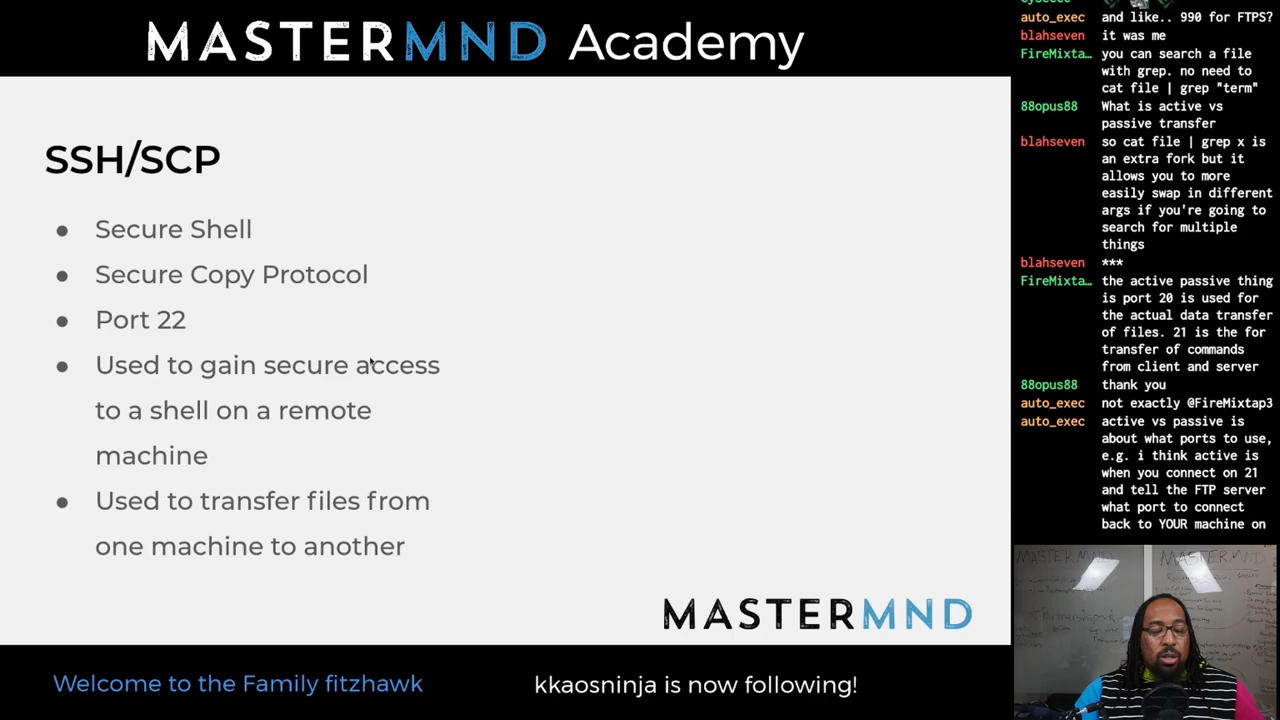 MASTERMND Academy
SSH/SCP
Secure Shell
Secure Copy Protocol
Port 22
Used to gain secure access
to a shell on a remote
machine
Used to transfer files from
one machine to another
MASTERMND
Welcome to the Family fitzhawk
kkaosninja is now following!
auto_exec and like.. 990 for FTPS?
blahseven it was me
FireMixta… you can search a file
with grep. no need to
cat file | grep "term"
88opus88 What is active vs
passive transfer
blahseven so cat file | grep x is
an extra fork but it
allows you to more
easily swap in different
args if you're going to
search for multiple
things
blahseven ***
FireMixta… the active passive thing
is port 20 is used for
the actual data transfer
of files. 21 is the for
transfer of commands
from client and server
88opus88 thank you
auto_exec not exactly @FireMixtap3
auto_exec active vs passive is
about what ports to use,
e.g. i think active is
when you connect on 21
and tell the FTP server
what port to connect
back to YOUR machine on
MASTERMND
MASTERMND